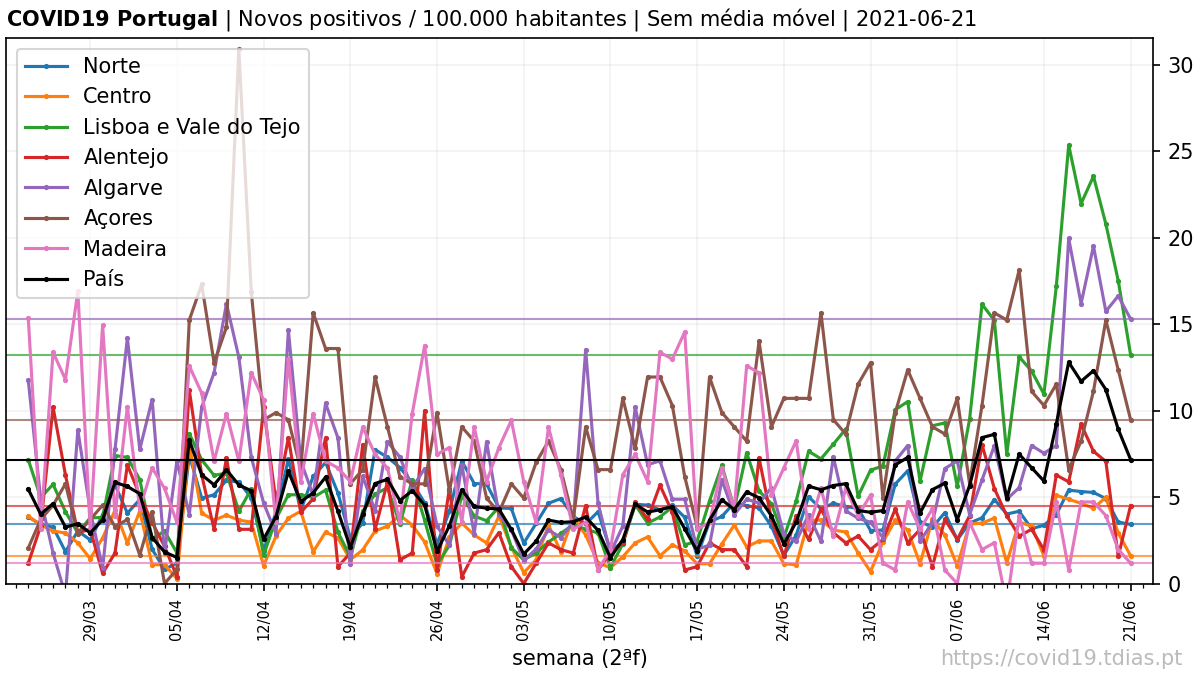 COVID19 Portugal | Novos positivos / 100.000 habitantes | Sem média móvel | 2021-06-21
Norte
Centro
Lisboa e Vale do Tejo
Alentejo
Algarve
Açores
Madeira
País
30
25
20
15
10
5
0
29/03
05/04
12/04
19/04
26/04
03/05
10/05
17/05
24/05
31/05
07/06
14/06
21/06
semana (2ªf)
https://covid19.tdias.pt